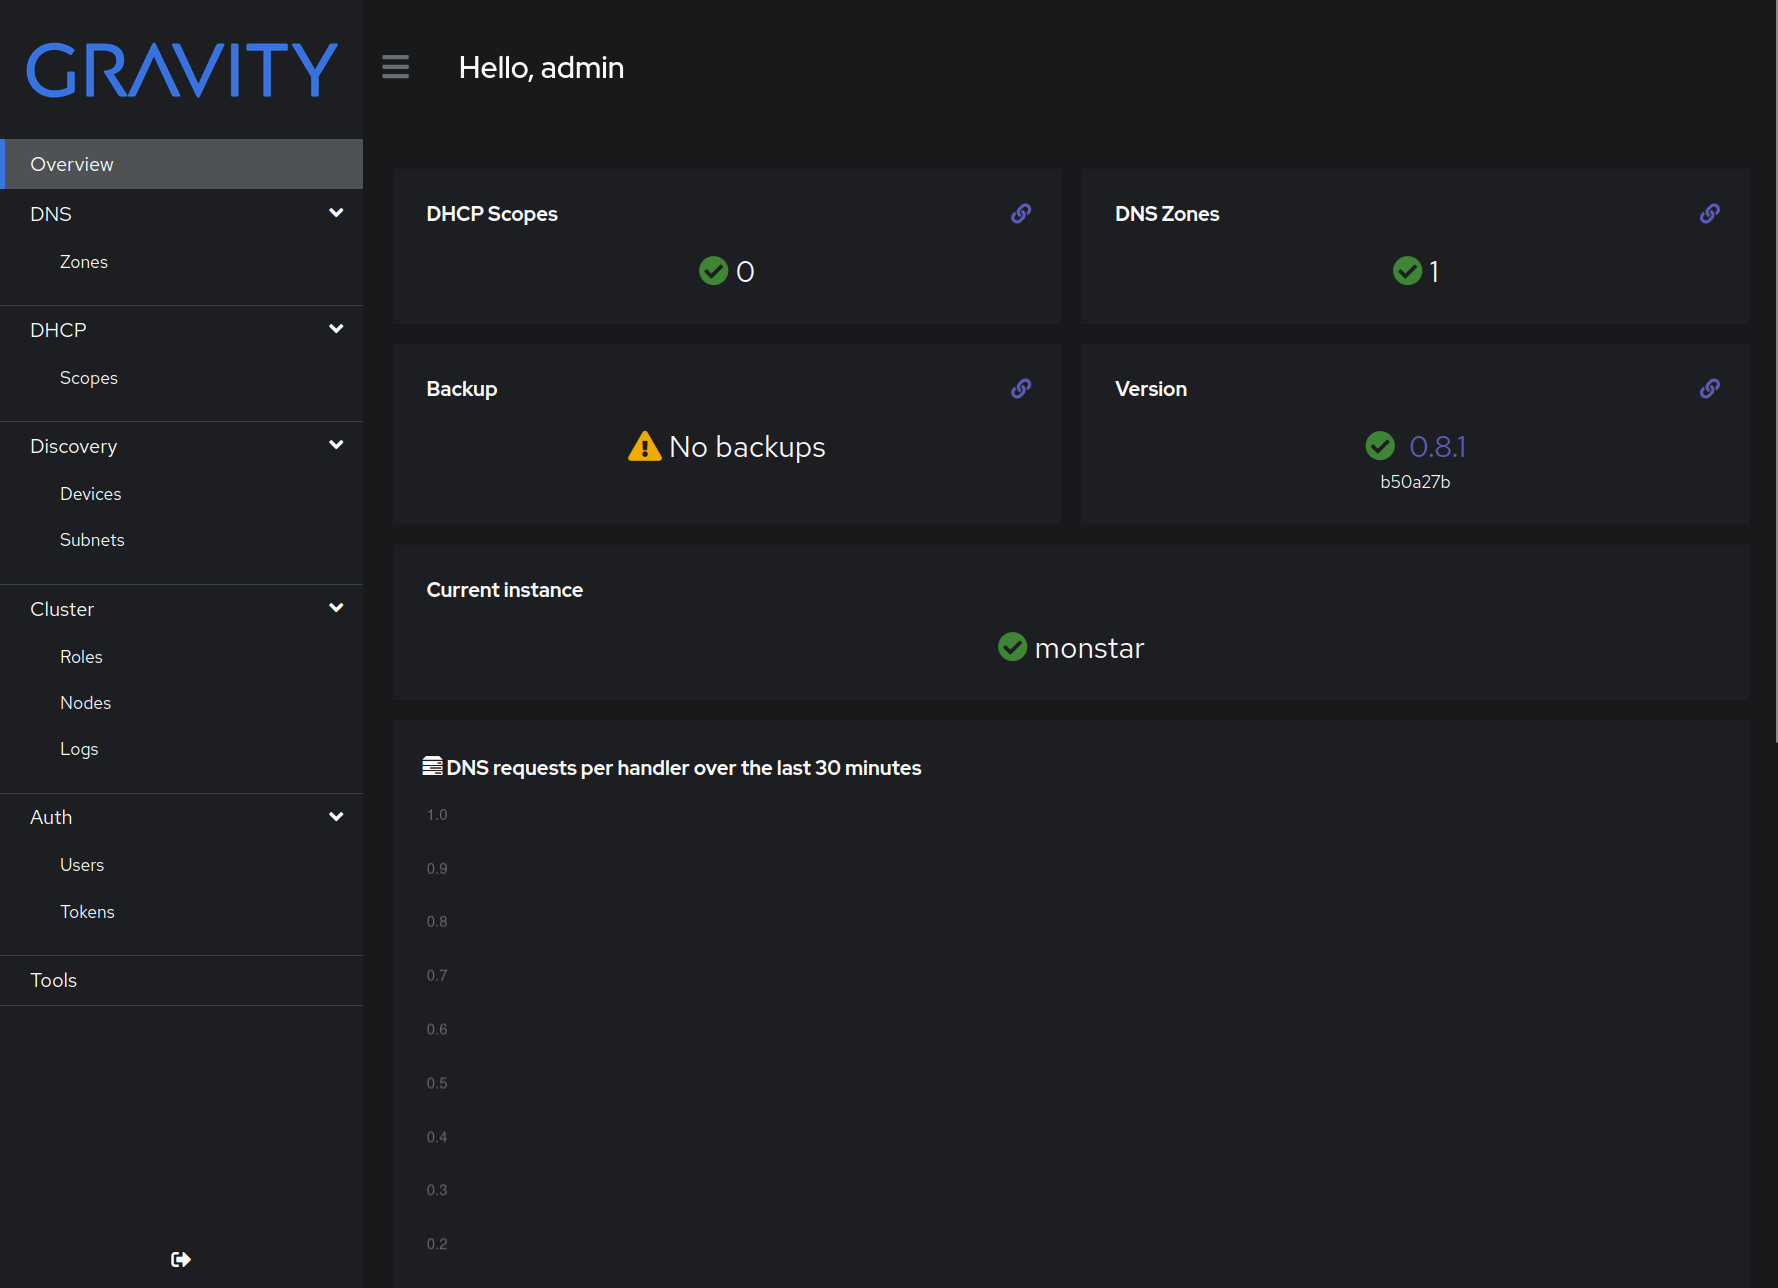 GRAVITY
Hello, admin
Overview
DNS
Zones
DHCP
Scopes
Discovery
Devices
Subnets
Cluster
Roles
Nodes
Logs
Auth
Users
Tokens
Tools
DHCP Scopes
0
DNS Zones
1
Backup
No backups
Version
0.8.1
b50a27b
Current instance
monstar
DNS requests per handler over the last 30 minutes
1.0
0.9
0.8
0.7
0.6
0.5
0.4
0.3
0.2